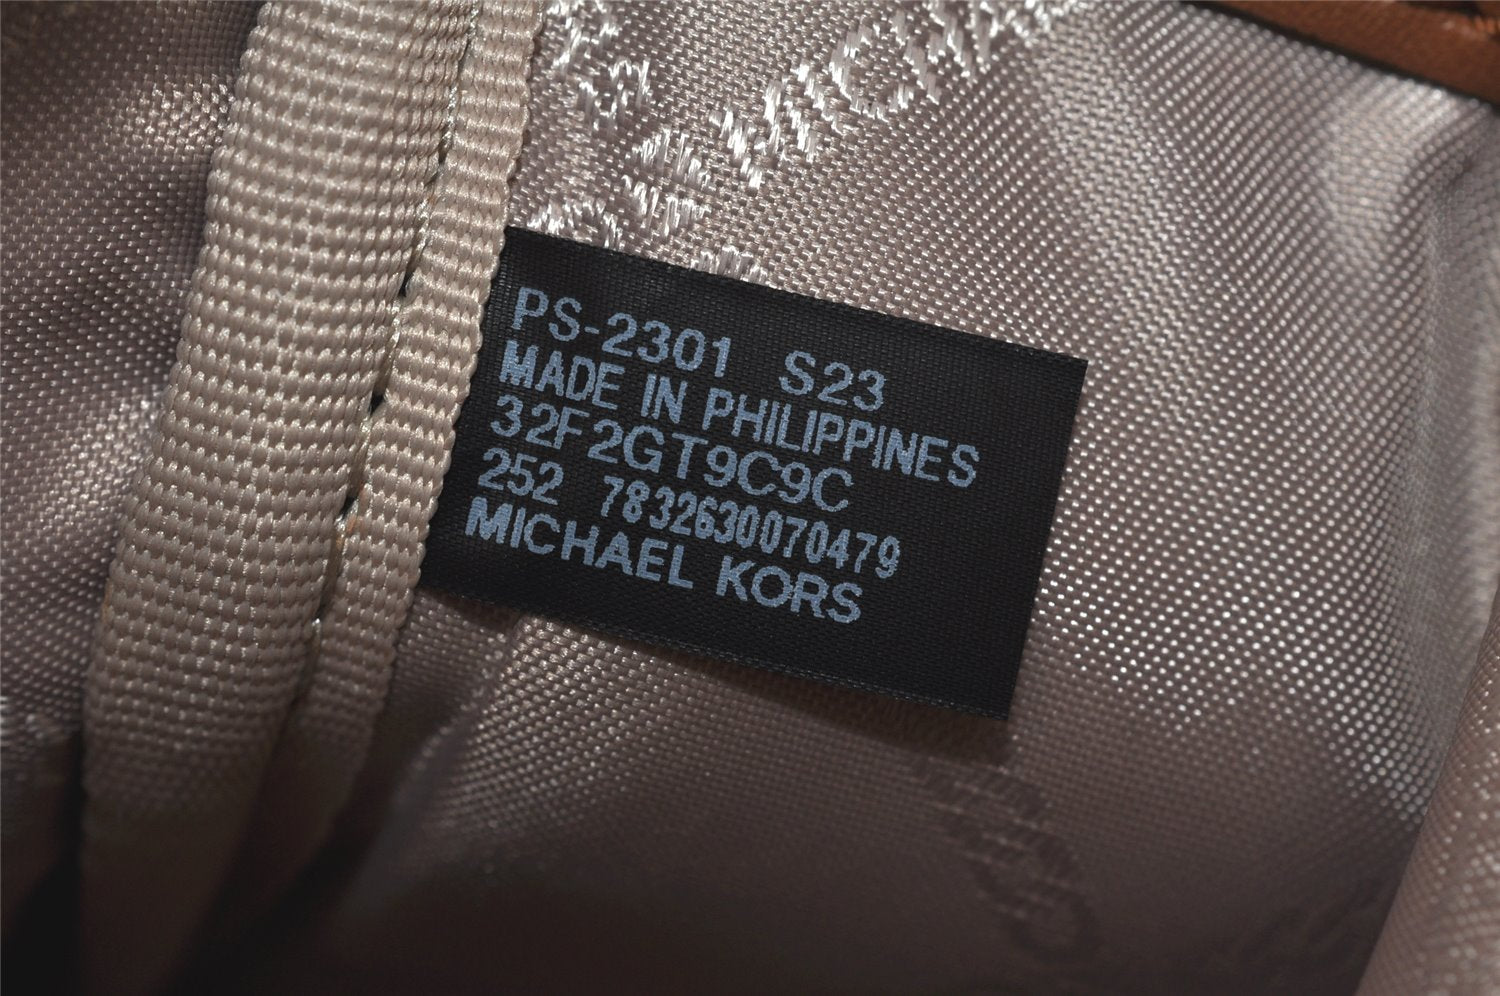 PS-2301 S23
MADE IN PHILIPPINES
32F2GT9C9C
252 7832630070479
MICHAEL KORS